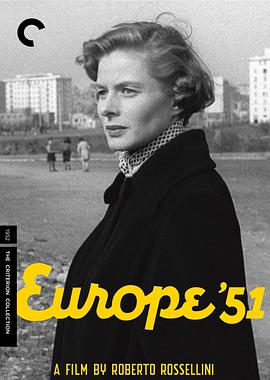 1952
THE CRITERION COLLECTION
Europe '51
A FILM BY ROBERTO ROSSELLINI